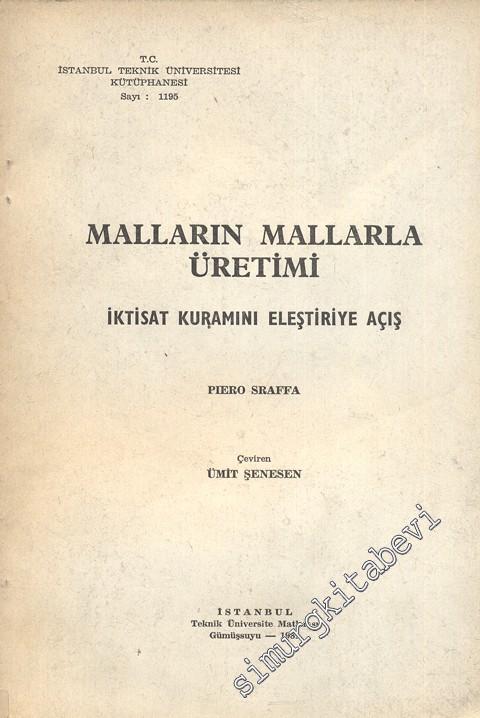 T.C.
İSTANBUL TEKNİK ÜNİVERSİTESİ
KÜTÜPHANESİ
Sayı : 1195
MALLARIN MALLARLA
ÜRETİMİ
İKTİSAT KURAMINI ELEŞTİRİYE AÇIŞ
PIERO SRAFFA
Çeviren
ÜMİT ŞENESEN
İSTANBUL
Teknik Üniversite
Gümüşsuyu —
simurgkitabevi